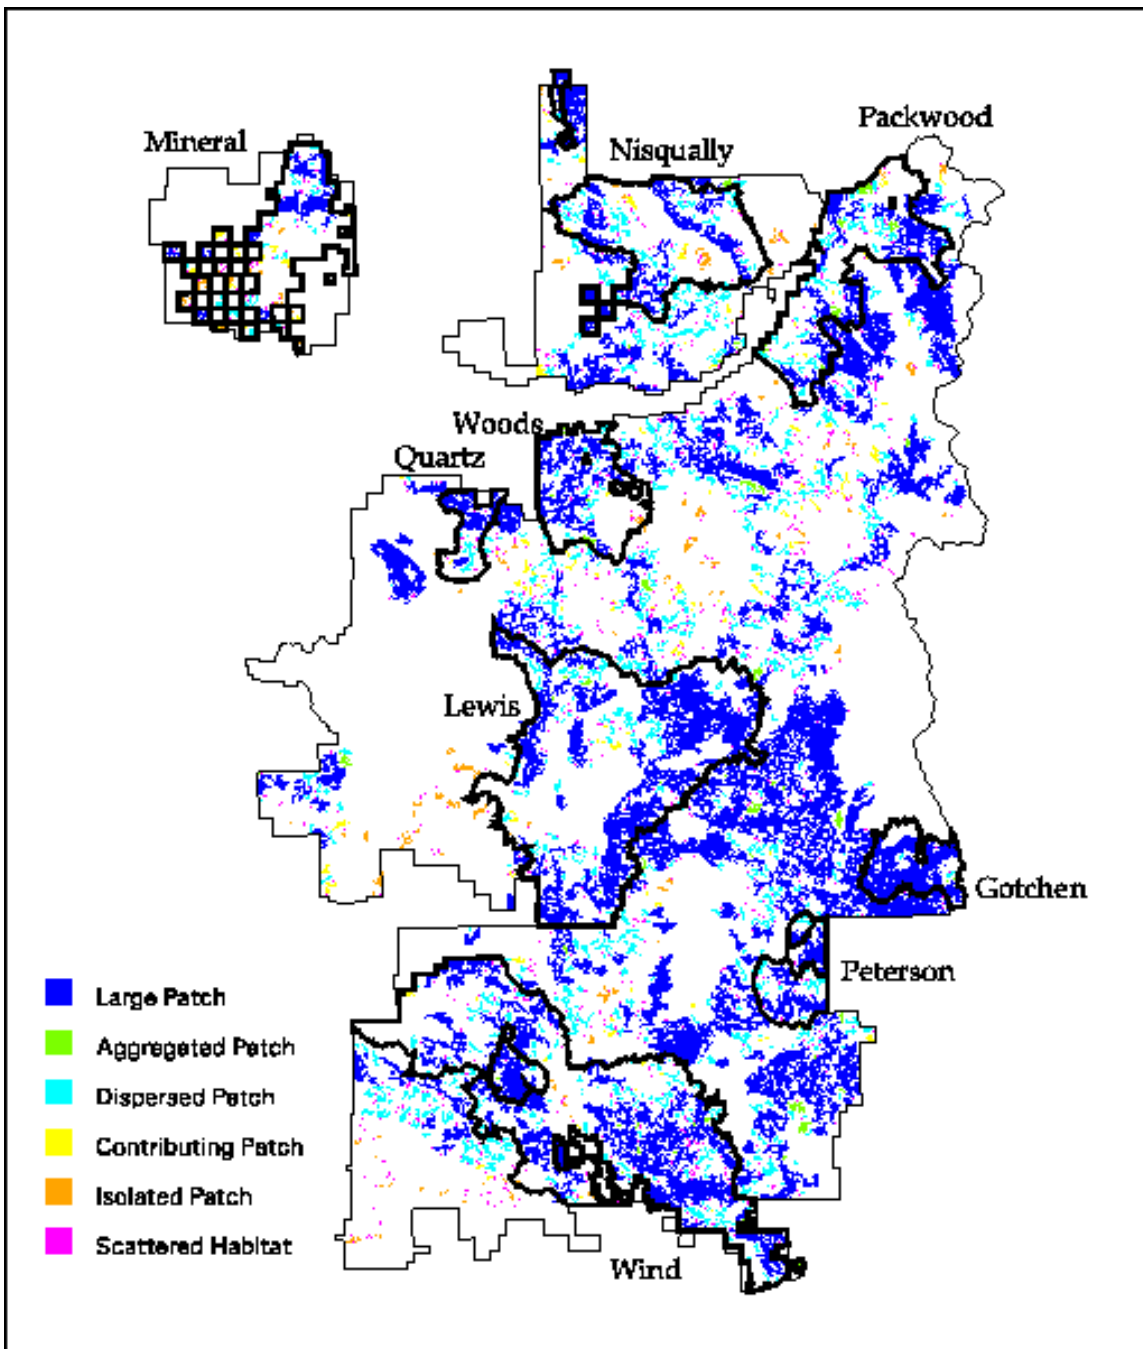 Packwood
Mineral
Nisqually
Woods
Quartz
Lewis
Gotchen
Peterson
Large Patch
Aggregated Patch
Dispersed Patch
Contributing Patch
Isolated Patch
Scattered Habitat
Wind